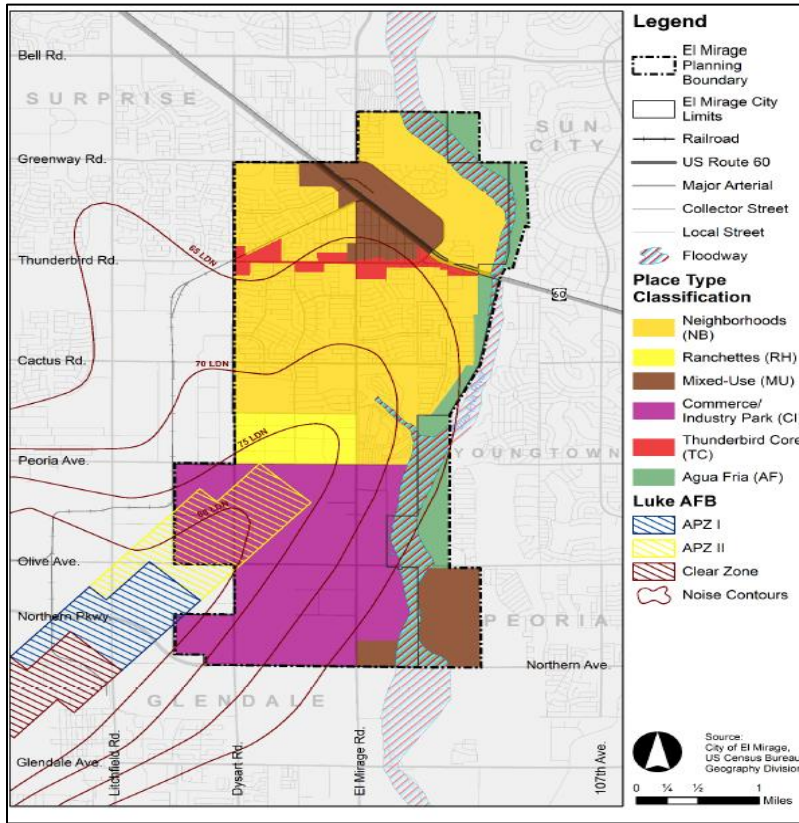 Bell Rd.
SURPRISE
SUN
CITY
Greenway Rd.
Thunderbird Rd.
65 LDN
60
Cactus Rd.
70 LDN
75 LDN
Peoria Ave.
YOUNGTOWN
80 LDN
Olive Ave.
Northern Pkwy.
PEORIA
Northern Ave.
GLENDALE
Glendale Ave.
Litchfield Rd.
Dysart Rd.
El Mirage Rd.
107th Ave.
Legend
El Mirage
Planning
Boundary
El Mirage City
Limits
Railroad
US Route 60
Major Arterial
Collector Street
Local Street
Floodway
Place Type
Classification
Neighborhoods
(NB)
Ranchettes (RH)
Mixed-Use (MU)
Commerce/
Industry Park (CI
Thunderbird Core
(TC)
Agua Fria (AF)
Luke AFB
APZ I
APZ II
Clear Zone
Noise Contours
Source:
City of El Mirage,
US Census Bureau
Geography Division
0 ¼ ½ 1
Miles